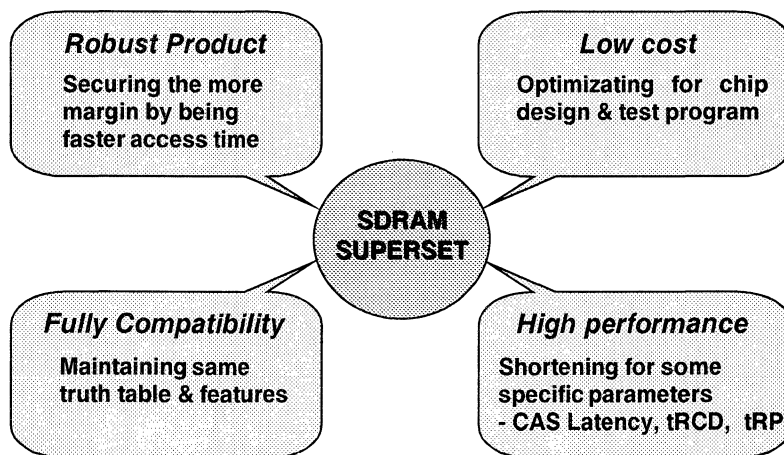 Robust Product
Securing the more
margin by being
faster access time
Low cost
Optimizating for chip
design & test program
SDRAM
SUPERSET
Fully Compatibility
Maintaining same
truth table & features
High performance
Shortening for some
specific parameters
- CAS Latency, tRCD, tRP